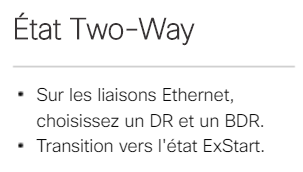 État Two-Way
• Sur les liaisons Ethernet,
choisissez un DR et un BDR.
• Transition vers l'état ExStart.